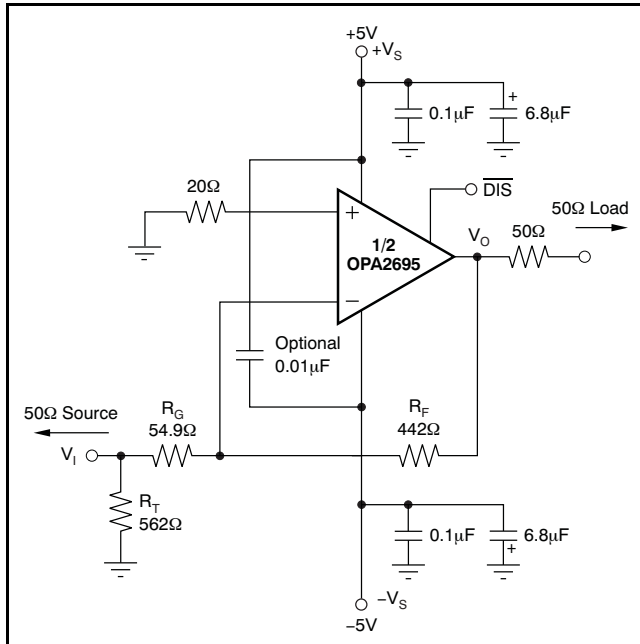 +5V
+VS
0.1µF
6.8µF
+
20Ω
DIS
50Ω Load
50Ω
VO
+
1/2
OPA2695
−
Optional
0.01µF
50Ω Source
RG
54.9Ω
RF
442Ω
VI
RT
562Ω
0.1µF
6.8µF
+
−VS
−5V